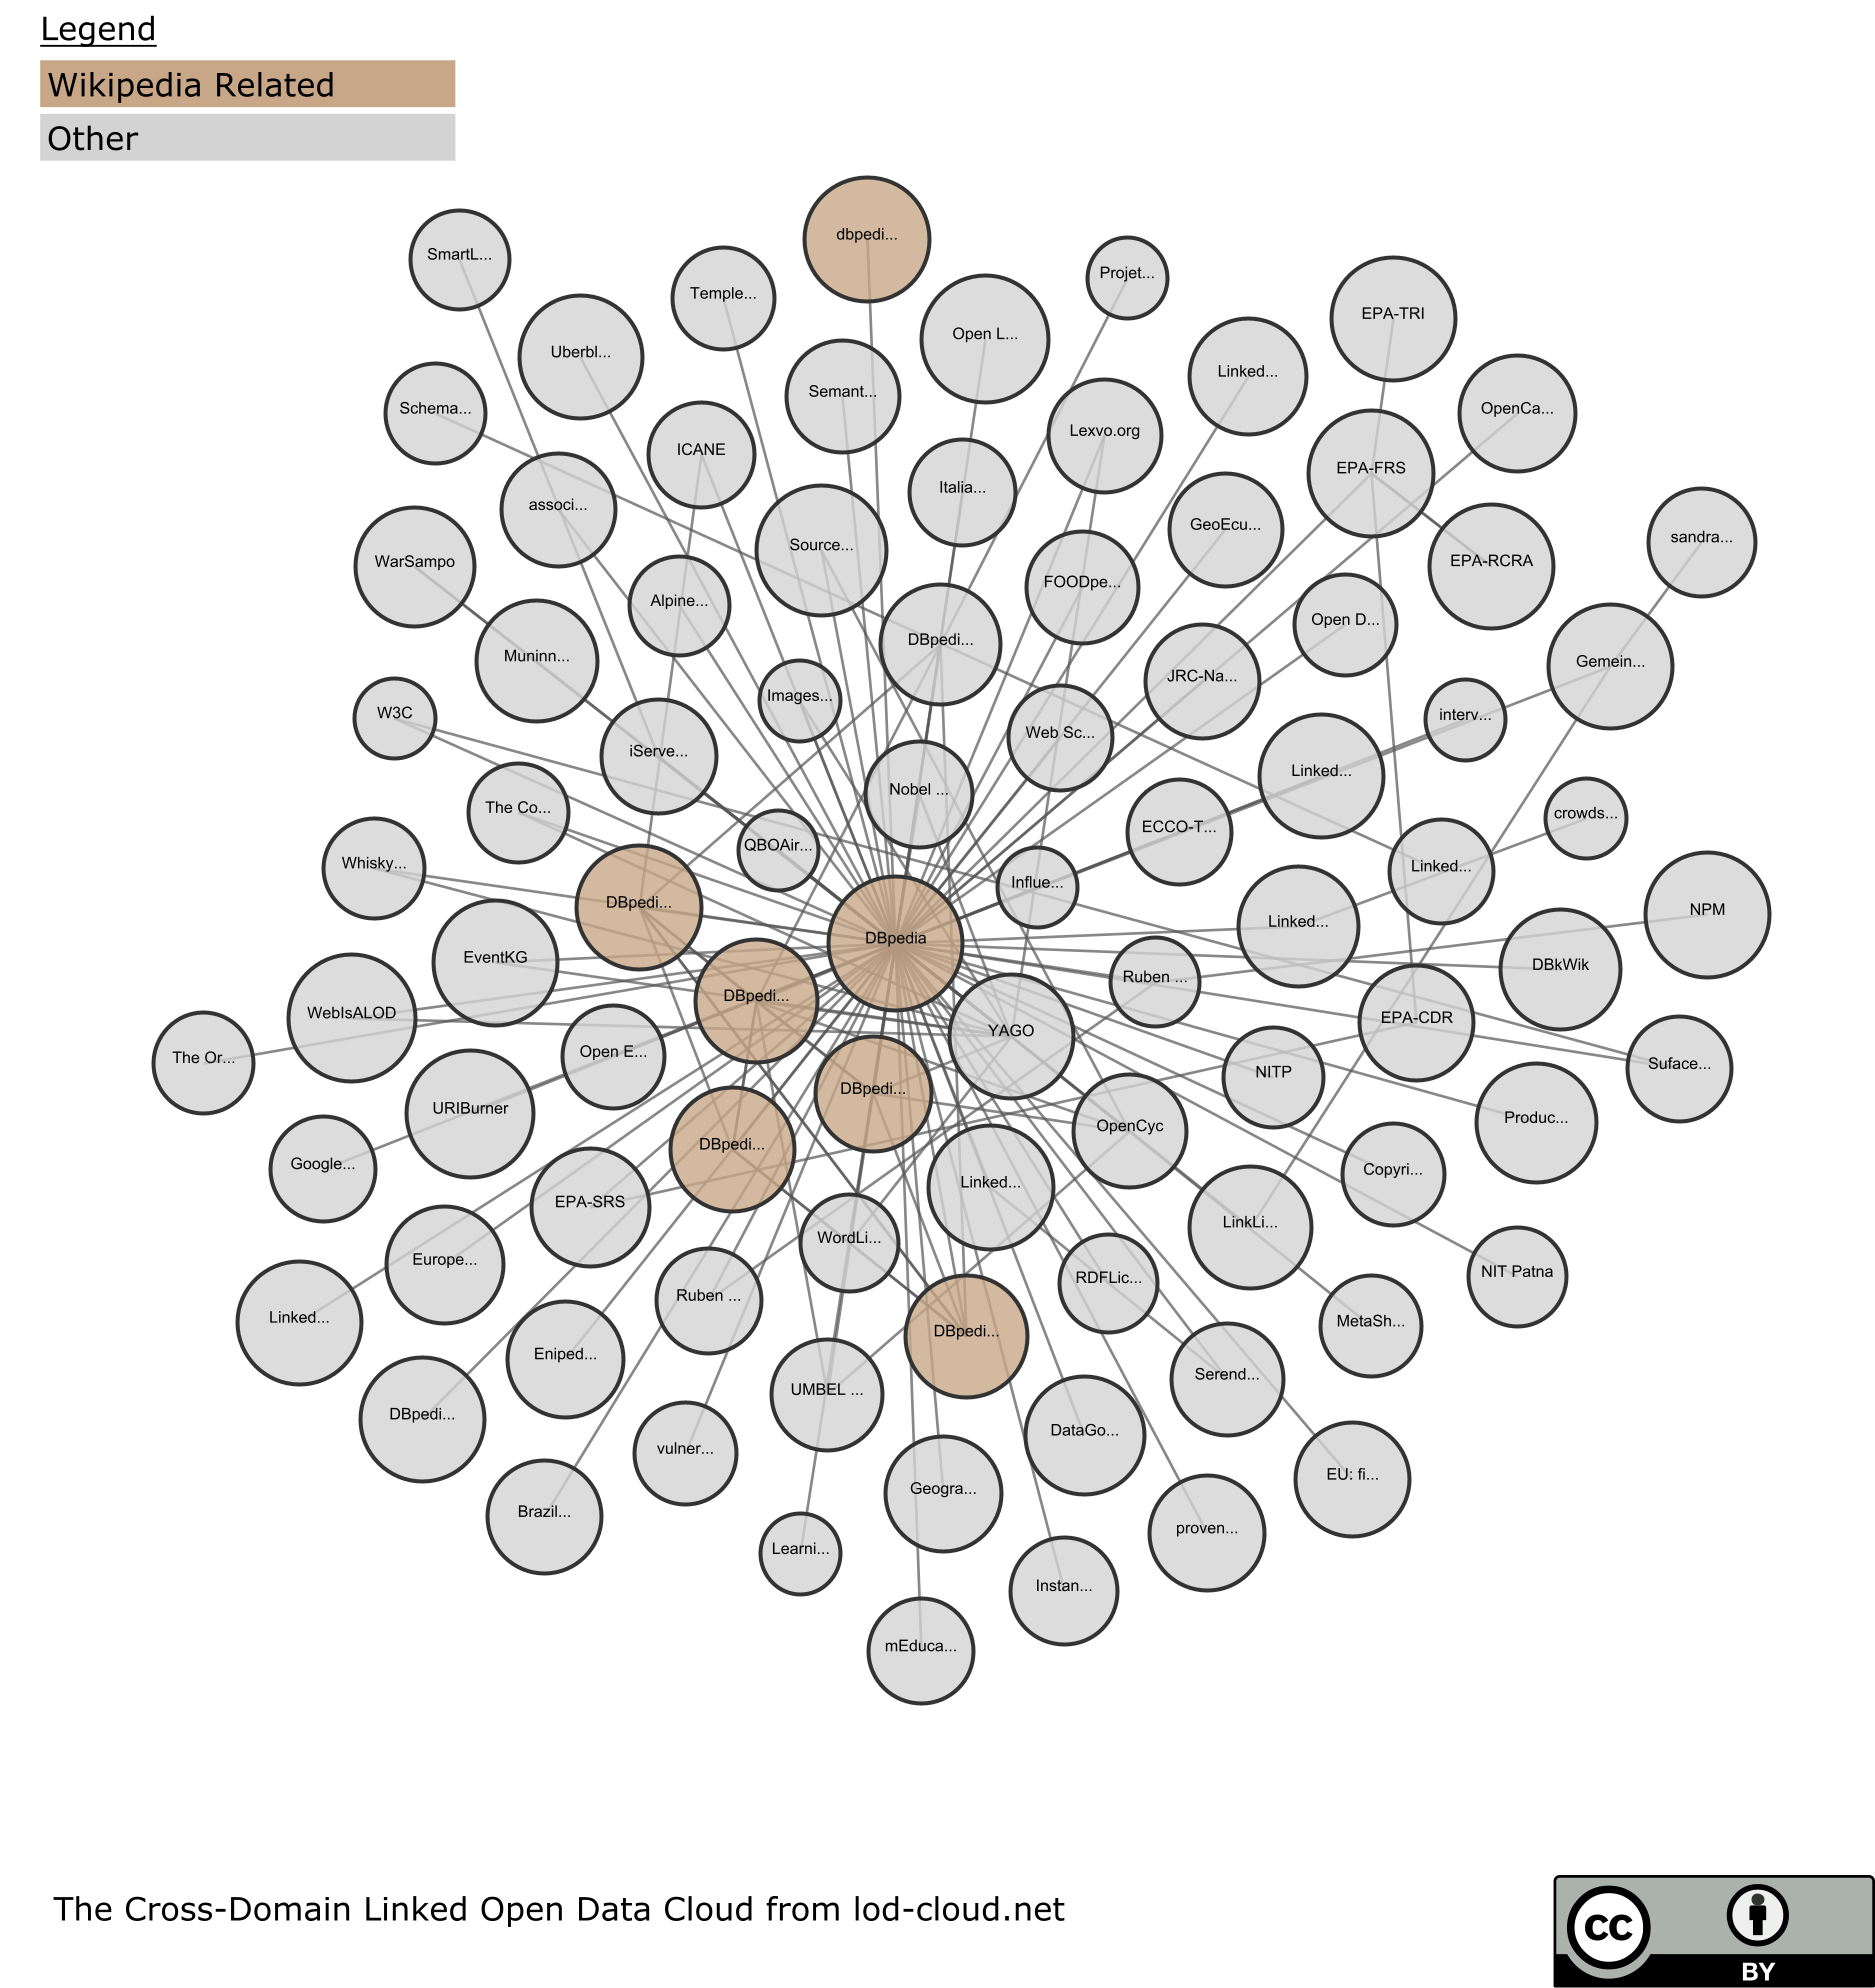 Legend
Wikipedia Related
Other
dbpedi...
SmartL...
Projet...
Temple...
EPA-TRI
Open L...
Uberbl...
Linked...
Semant...
Schema...
OpenCa...
Lexvo.org
ICANE
EPA-FRS
Italia...
associ...
GeoEcu...
sandra...
Source...
WarSampo
EPA-RCRA
FOODpe...
Alpine...
Open D...
DBpedi...
Muninn...
Gemein...
JRC-Na...
Images...
W3C
interv...
Web Sc...
iServe...
Linked...
Nobel ...
The Co...
crowds...
ECCO-T...
QBOAir...
Whisky...
Linked...
Influe...
DBpedi...
NPM
Linked...
DBpedia
EventKG
DBkWik
Ruben ...
DBpedi...
WebIsALOD
EPA-CDR
YAGO
Open E...
The Or...
Suface...
NITP
DBpedi...
URIBurner
Produc...
OpenCyc
DBpedi...
Google...
Copyri...
Linked...
EPA-SRS
LinkLi...
WordLi...
Europe...
NIT Patna
RDFLic...
Ruben ...
Linked...
MetaSh...
DBpedi...
Eniped...
Serend...
UMBEL ...
DBpedi...
DataGo...
vulner...
EU: fi...
Geogra...
Brazil...
proven...
Learni...
Instan...
mEduca...
The Cross-Domain Linked Open Data Cloud from lod-cloud.net
cc
BY